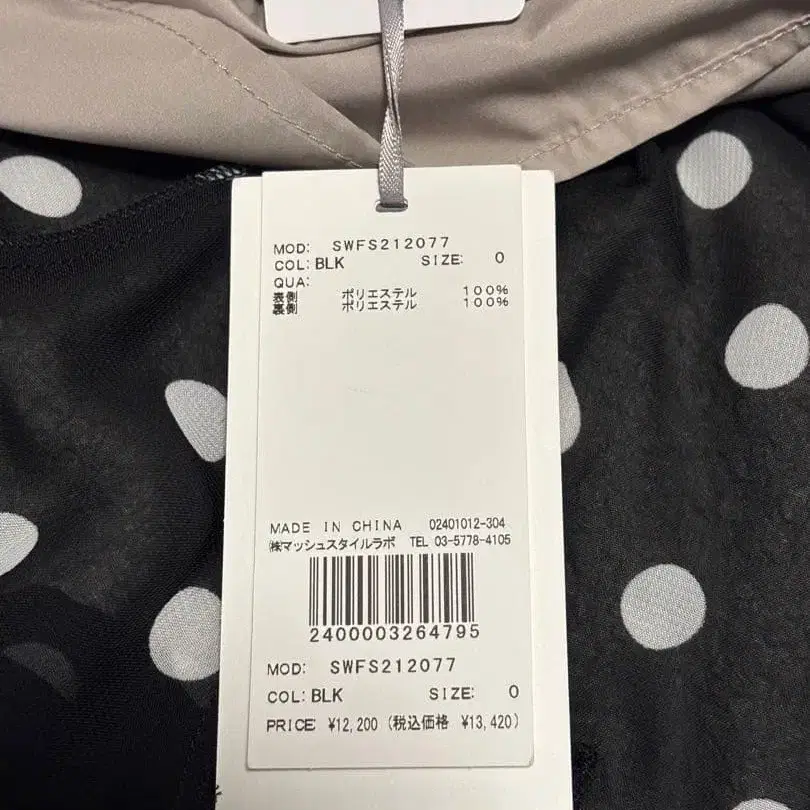 MOD: SWFS212077
COL: BLK SIZE: 0
QUA:
表側 ポリエステル 100%
裏側 ポリエステル 100%
MADE IN CHINA 02401012-304
㈱マッシュスタイルラボ TEL 03-5778-4105
2400003264795
MOD: SWFS212077
COL: BLK SIZE: 0
PRICE: ¥12,200 (税込価格 ¥13,420)